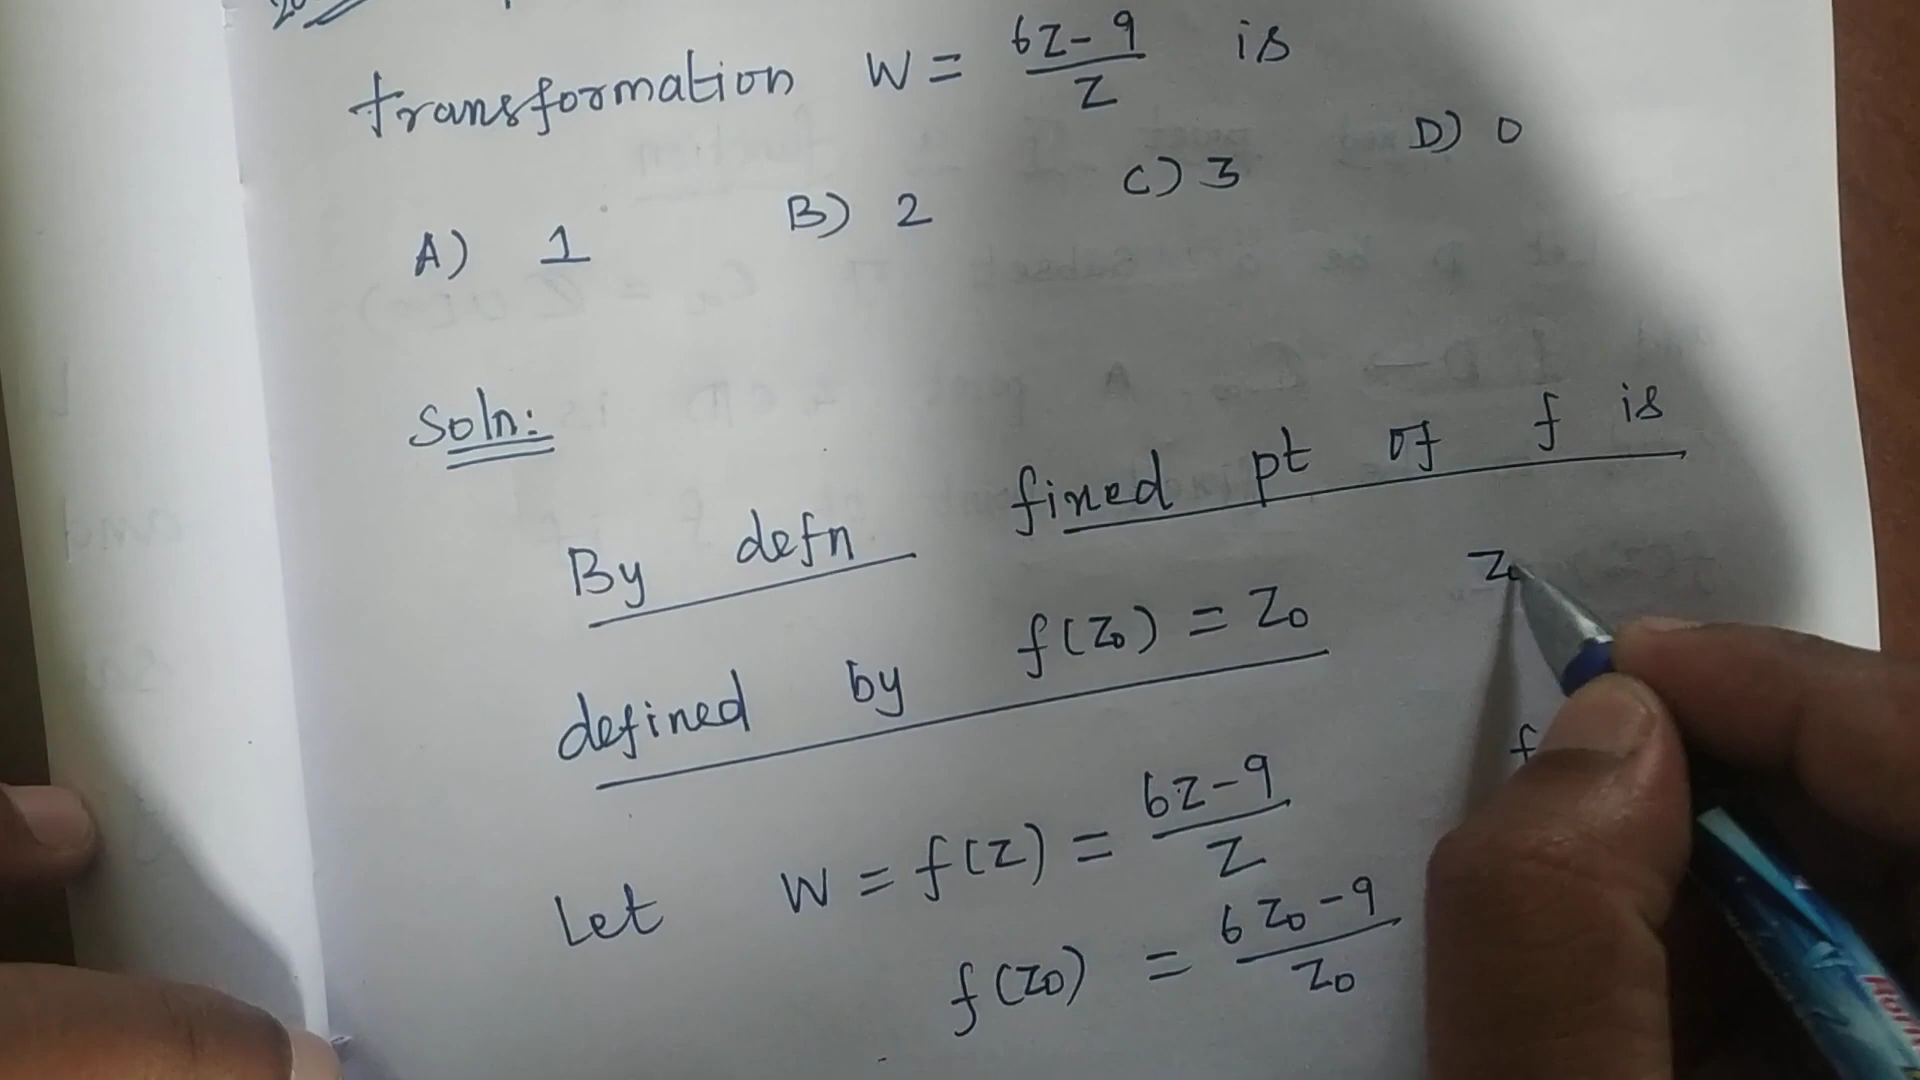 transformation W = (6Z-9)/Z is
A) 1 B) 2 C) 3 D) 0
Soln:
By defn fixed pt of f is
defined by f(Z₀) = Z₀
Z₀
f
Let W = f(Z) = (6Z-9)/Z
f(Z₀) = (6Z₀-9)/Z₀